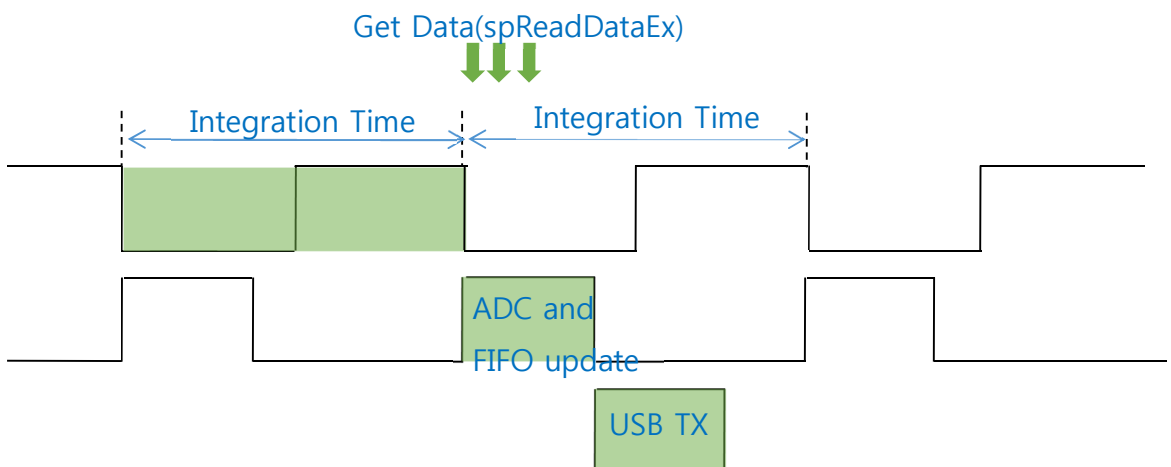 Get Data(spReadDataEx)
Integration Time
Integration Time
ADC and
FIFO update
USB TX